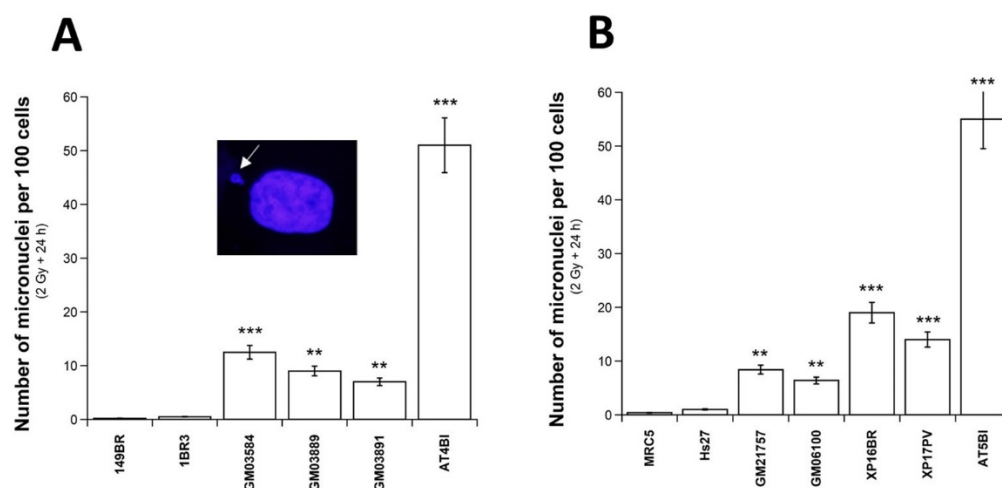 A
Number of micronuclei per 100 cells
(2 Gy + 24 h)
60
50
40
30
20
10
0
***
**
**
***
149BR
1BR3
GM03584
GM03889
GM03891
AT4BI
B
Number of micronuclei per 100 cells
(2 Gy + 24 h)
60
50
40
30
20
10
0
**
**
***
***
***
MRC5
Hs27
GM21757
GM06100
XP16BR
XP17PV
AT5BI